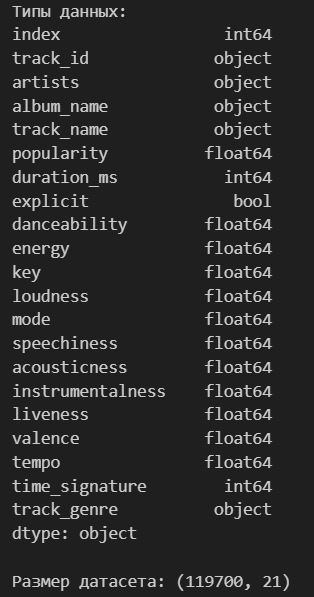 Типы данных:
index int64
track_id object
artists object
album_name object
track_name object
popularity float64
duration_ms int64
explicit bool
danceability float64
energy float64
key float64
loudness float64
mode float64
speechiness float64
acousticness float64
instrumentalness float64
liveness float64
valence float64
tempo float64
time_signature int64
track_genre object
dtype: object
Размер датасета: (119700, 21)